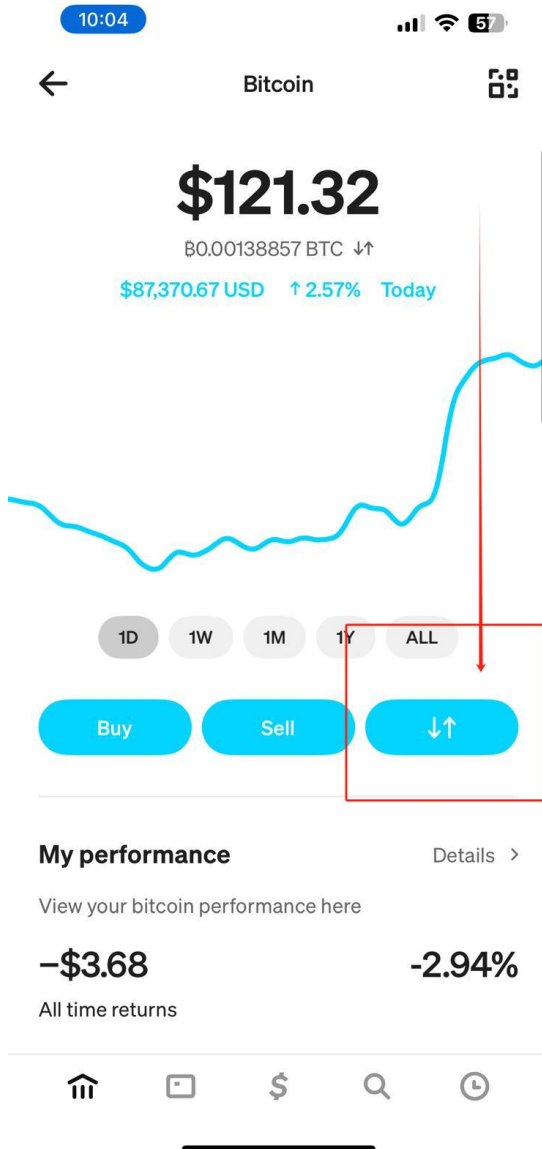 10:04 57
Bitcoin
$121.32
₿0.00138857 BTC ↓↑
$87,370.67 USD ↑ 2.57% Today
1D 1W 1M 1Y ALL
Buy Sell ↓↑
My performance Details >
View your bitcoin performance here
–$3.68 -2.94%
All time returns
$